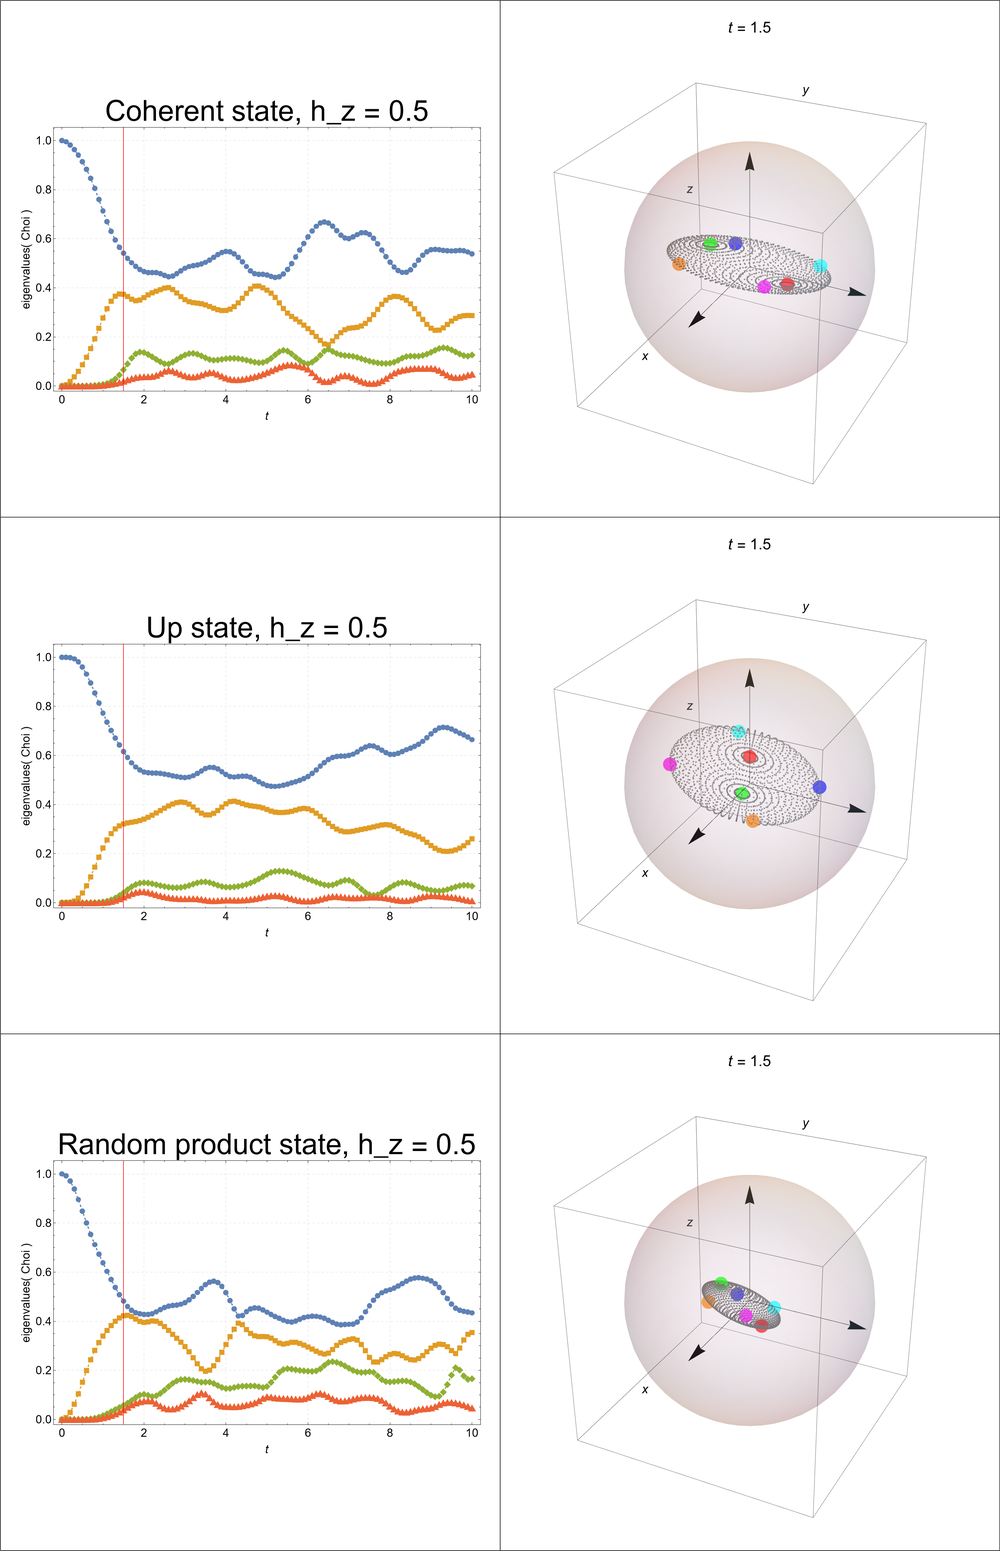 t = 1.5
y
Coherent state, h_z = 0.5
1.0
0.8
0.6
0.4
0.2
0.0
eigenvalues( Choi )
0 2 4 6 8 10
t
z
x
t = 1.5
y
Up state, h_z = 0.5
1.0
0.8
0.6
0.4
0.2
0.0
eigenvalues( Choi )
0 2 4 6 8 10
t
z
x
t = 1.5
y
Random product state, h_z = 0.5
1.0
0.8
0.6
0.4
0.2
0.0
eigenvalues( Choi )
0 2 4 6 8 10
t
z
x